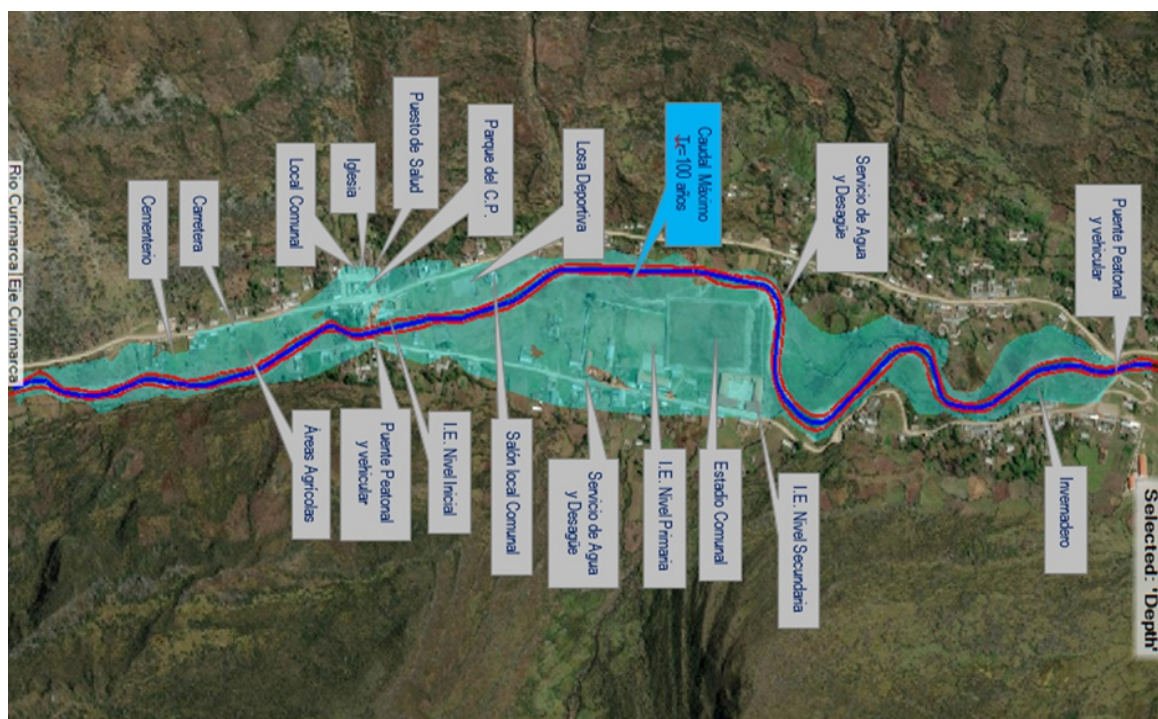 Selected: 'Depth'
Puente Peatonal
y vehicular
Invernadero
Servicio de Agua
y Desagüe
I.E. Nivel Secundaria
Estadio Comunal
Caudal Máximo
=100 años
I.E. Nivel Primaria
Losa Deportiva
Servicio de Agua
y Desagüe
Salón local Comunal
Parque del C.P.
I.E. Nivel Inicial
Puesto de Salud
Puente Peatonal
y vehicular
Iglesia
Áreas Agrícolas
Local Comunal
Carretera
Cementerio
Rio Curimarca Eje Curimarca